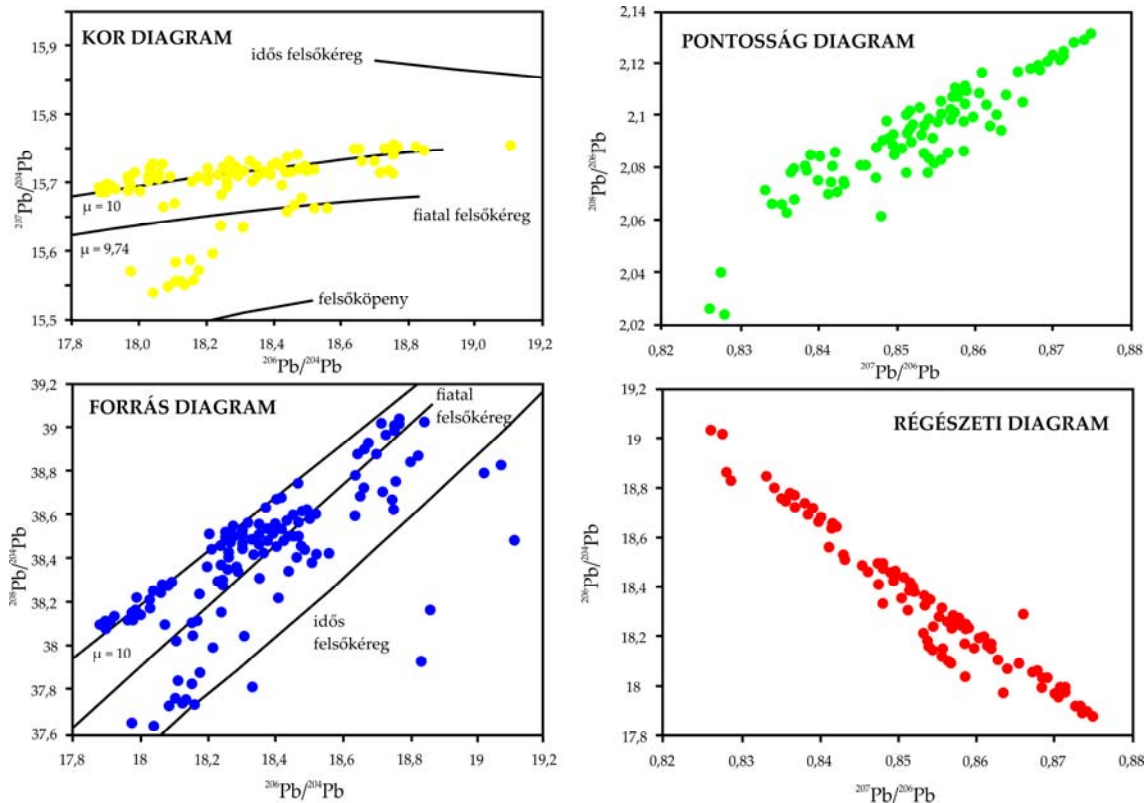 KOR DIAGRAM
idős felsőkéreg
μ = 10
μ = 9,74
fiatal felsőkéreg
felsőköpeny
15,9
15,8
15,7
15,6
15,5
²⁰⁷Pb/²⁰⁴Pb
17,8 18,0 18,2 18,4 18,6 18,8 19,0 19,2
²⁰⁶Pb/²⁰⁴Pb
PONTOSSÁG DIAGRAM
2,14
2,12
2,1
2,08
2,06
2,04
2,02
²⁰⁸Pb/²⁰⁶Pb
0,82 0,83 0,84 0,85 0,86 0,87 0,88
²⁰⁷Pb/²⁰⁶Pb
FORRÁS DIAGRAM
fiatal
felsőkéreg
idős
felsőkéreg
μ = 10
39,2
39
38,8
38,6
38,4
38,2
38
37,8
37,6
²⁰⁸Pb/²⁰⁴Pb
17,8 18 18,2 18,4 18,6 18,8 19 19,2
²⁰⁶Pb/²⁰⁴Pb
RÉGÉSZETI DIAGRAM
19,2
19
18,8
18,6
18,4
18,2
18
17,8
²⁰⁶Pb/²⁰⁴Pb
0,82 0,83 0,84 0,85 0,86 0,87 0,88
²⁰⁷Pb/²⁰⁶Pb